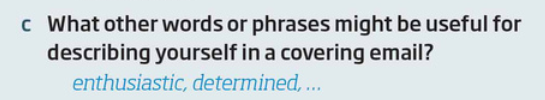 c What other words or phrases might be useful for
describing yourself in a covering email?
enthusiastic, determined, ...